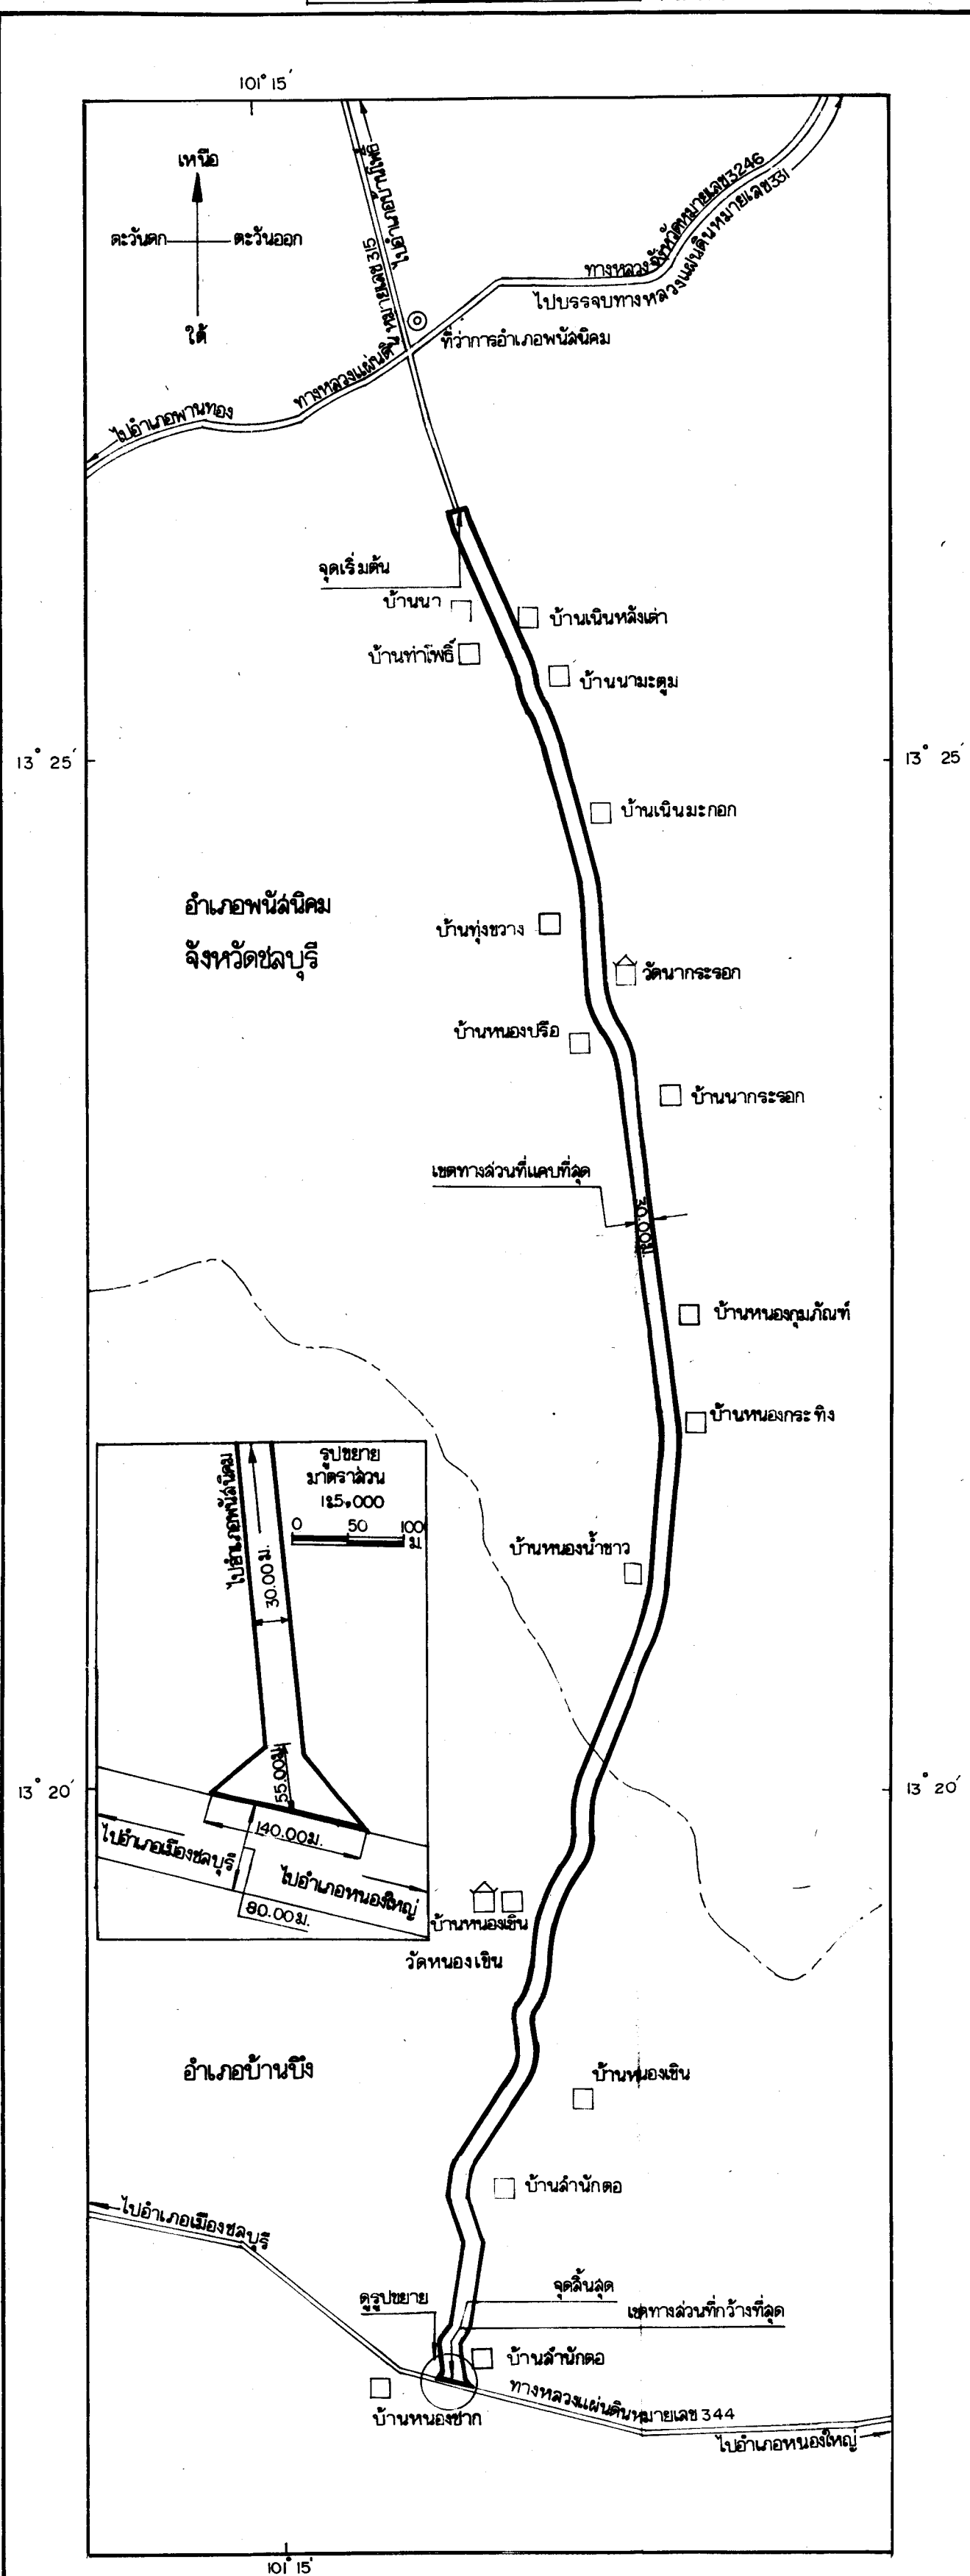 101° 15′
เหนือ
ตะวันตก
ตะวันออก
ใต้
ทางหลวงจังหวัดหมายเลข3246
ไปบรรจบทางหลวงแผ่นดินหมายเลข331
ที่ว่าการอำเภอพนัสนิคม
ทางหลวงแผ่นดินหมายเลข 315
ไปอำเภอพานทอง
จุดเริ่มต้น
บ้านนา
บ้านเนินหลังเต่า
บ้านท่าโพธิ์
บ้านนามะตูม
13° 25′
13° 25′
บ้านเนินมะกอก
อำเภอพนัสนิคม
จังหวัดชลบุรี
บ้านทุ่งขวาง
วัดนากระรอก
บ้านหนองปรือ
บ้านนากระรอก
เขตทางส่วนที่แคบที่สุด
30.00ม.
บ้านหนองกุมภัณฑ์
บ้านหนองกระทิง
รูปขยาย
มาตราส่วน
1:5,000
0 50 100
ม.
ไปอำเภอพนัสนิคม
30.00 ม.
บ้านหนองน้ำขาว
55.00ม.
140.00ม.
13° 20′
13° 20′
ไปอำเภอเมืองชลบุรี
ไปอำเภอหนองใหญ่
80.00ม.
บ้านหนองเขิน
วัดหนองเขิน
อำเภอบ้านบึง
บ้านหนองเขิน
บ้านสำนักตอ
ไปอำเภอเมืองชลบุรี
จุดสิ้นสุด
ดูรูปขยาย
เขตทางส่วนที่กว้างที่สุด
บ้านสำนักตอ
ทางหลวงแผ่นดินหมายเลข 344
บ้านหนองชาก
ไปอำเภอหนองใหญ่
101° 15′